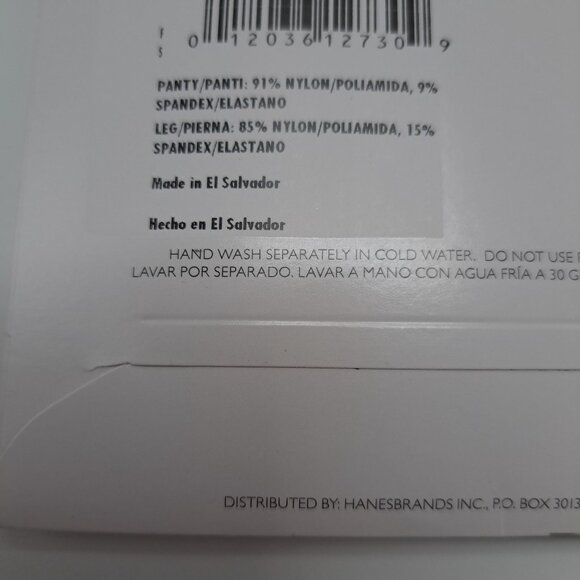 0 12036 12730 9
PANTY/PANTI: 91% NYLON/POLIAMIDA, 9%
SPANDEX/ELASTANO
LEG/PIERNA: 85% NYLON/POLIAMIDA, 15%
SPANDEX/ELASTANO
Made in El Salvador
Hecho en El Salvador
HAND WASH SEPARATELY IN COLD WATER. DO NOT USE
LAVAR POR SEPARADO. LAVAR A MANO CON AGUA FRÍA A 30 G
DISTRIBUTED BY: HANESBRANDS INC., P.O. BOX 3013